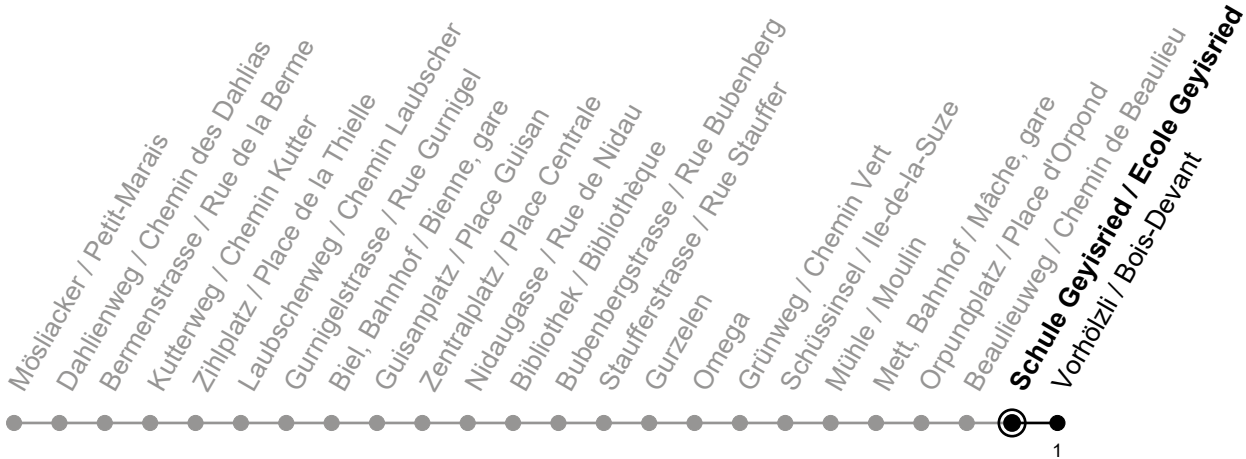 Mösliacker / Petit-Marais
Dahlienweg / Chemin des Dahlias
Bermenstrasse / Rue de la Berme
Kutterweg / Chemin Kutter
Zihlplatz / Place de la Thielle
Laubscherweg / Chemin Laubscher
Gurnigelstrasse / Rue Gurnigel
Biel, Bahnhof / Bienne, gare
Guisanplatz / Place Guisan
Zentralplatz / Place Centrale
Nidaugasse / Rue de Nidau
Bibliothek / Bibliothèque
Bubenbergstrasse / Rue Bubenberg
Staufferstrasse / Rue Stauffer
Gurzelen
Omega
Grünweg / Chemin Vert
Schüssinsel / Ile-de-la-Suze
Mühle / Moulin
Mett, Bahnhof / Mâche, gare
Orpundplatz / Place d'Orpond
Beaulieuweg / Chemin de Beaulieu
Schule Geyisried / Ecole Geyisried
Vorhölzli / Bois-Devant
1